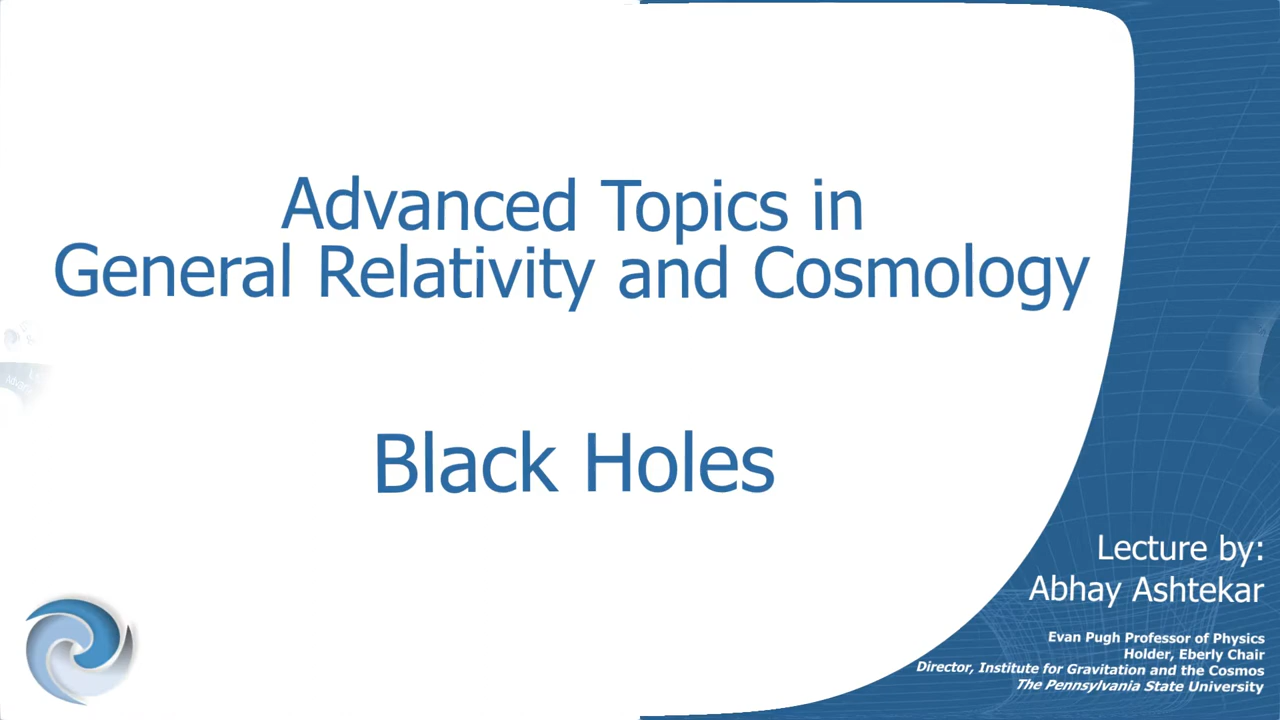 Advanced Topics in
General Relativity and Cosmology
Black Holes
Lecture by:
Abhay Ashtekar
Evan Pugh Professor of Physics
Holder, Eberly Chair
Director, Institute for Gravitation and the Cosmos
The Pennsylvania State University